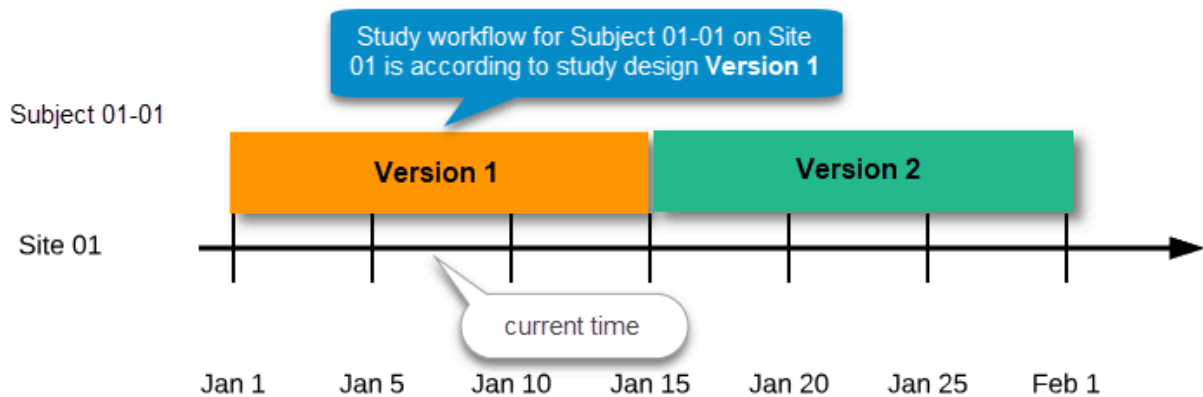 Study workflow for Subject 01-01 on Site
01 is according to study design Version 1
Subject 01-01
Version 1
Version 2
Site 01
current time
Jan 1
Jan 5
Jan 10
Jan 15
Jan 20
Jan 25
Feb 1